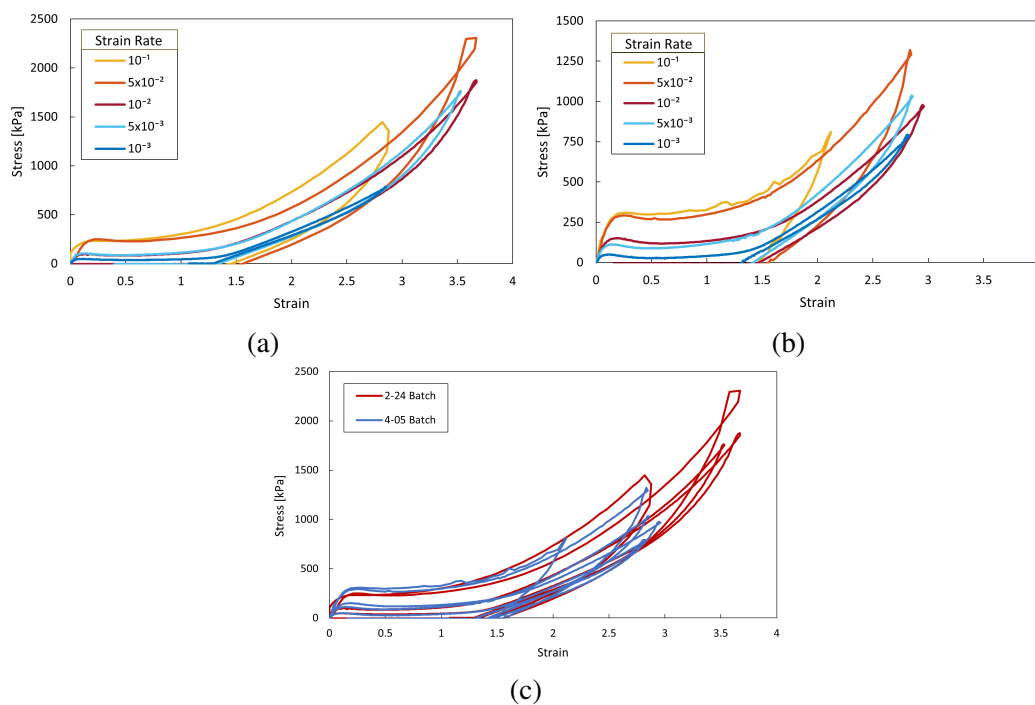 2500
2000
1500
1000
500
0
Stress [kPa]
Strain Rate
10⁻¹
5x10⁻²
10⁻²
5x10⁻³
10⁻³
0 0.5 1 1.5 2 2.5 3 3.5 4
Strain
(a)
1500
1250
1000
750
500
250
0
Stress [kPa]
Strain Rate
10⁻¹
5x10⁻²
10⁻²
5x10⁻³
10⁻³
0 0.5 1 1.5 2 2.5 3 3.5 4
Strain
(b)
2500
2000
1500
1000
500
0
Stress [kPa]
2-24 Batch
4-05 Batch
0 0.5 1 1.5 2 2.5 3 3.5 4
Strain
(c)